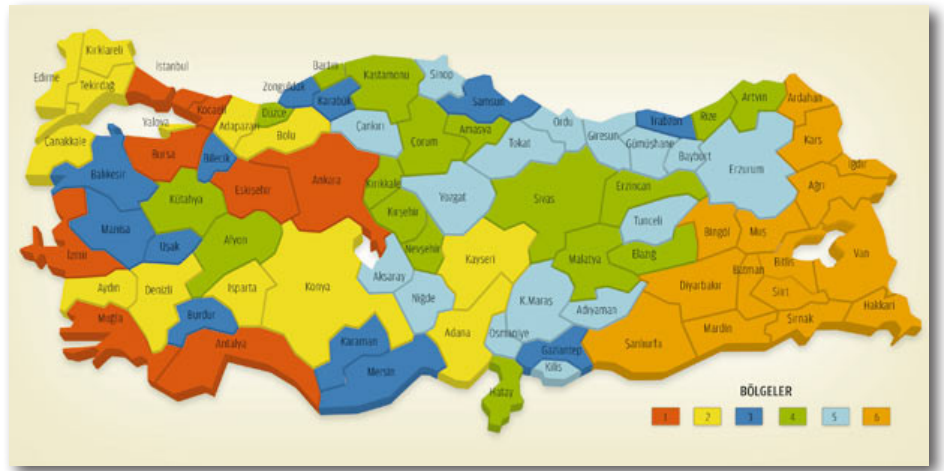 Kırklareli
Edirne
Tekirdağ
İstanbul
Kocaeli
Yalova
Adapazarı
Düzce
Bolu
Zonguldak
Bartın
Karabük
Kastamonu
Sinop
Çankırı
Samsun
Amasya
Çorum
Tokat
Ordu
Giresun
Gümüşhane
Trabzon
Bayburt
Rize
Artvin
Ardahan
Kars
Iğdır
Ağrı
Erzurum
Erzincan
Tunceli
Çanakkale
Balıkesir
Bursa
Bilecik
Eskişehir
Ankara
Kırıkkale
Kırşehir
Yozgat
Sivas
Kütahya
Manisa
Uşak
Afyon
İzmir
Aydın
Denizli
Isparta
Konya
Aksaray
Nevşehir
Kayseri
Niğde
Malatya
Elazığ
Bingöl
Muş
Bitlis
Van
Batman
Siirt
Hakkari
Şırnak
Diyarbakır
Mardin
Şanlıurfa
Adıyaman
K.Maraş
Osmaniye
Gaziantep
Kilis
Adana
Hatay
Muğla
Burdur
Antalya
Karaman
Mersin
BÖLGELER
1 2 3 4 5 6